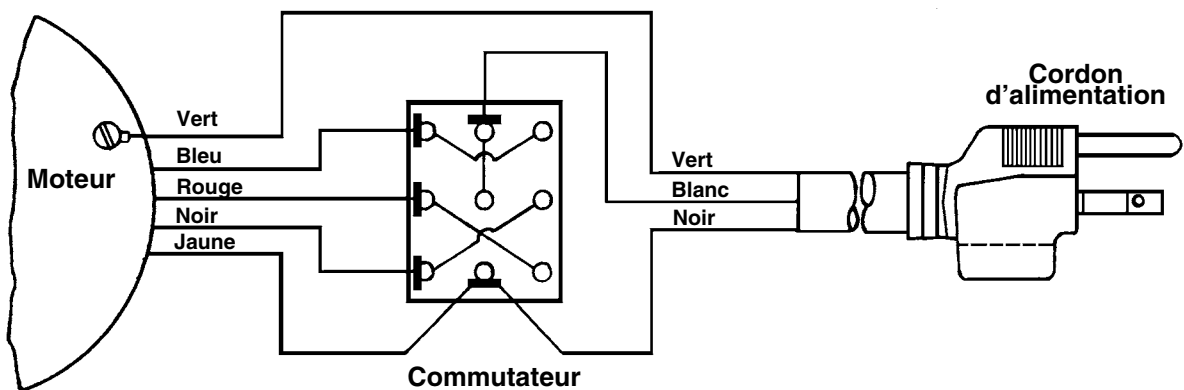 Cordon
d'alimentation
Vert
Bleu
Moteur
Rouge
Noir
Jaune
Vert
Blanc
Noir
Commutateur